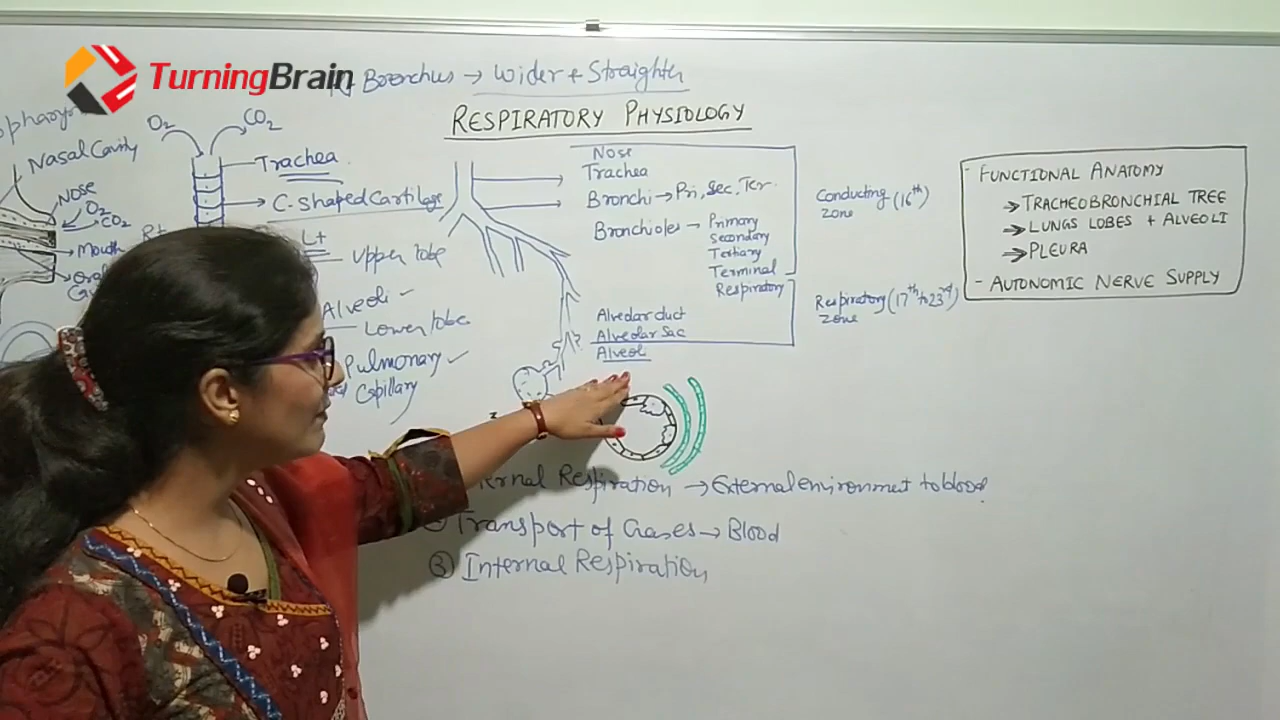 TurningBrain
Bronchus → Wider + Straighter
RESPIRATORY PHYSIOLOGY
O₂
CO₂
Nasal Cavity
Nose
O₂
CO₂
Mouth
Trachea
C-shaped Cartilage
Rt
Lt
Upper lobe
Alveoli
Lower lobe
Pulmonary
Capillary
Nose
Trachea
Bronchi → Pri, Sec, Ter.
Bronchioles → Primary
Secondary
Tertiary
Terminal
Respiratory
Alveolar duct
Alveolar Sac
Alveol
Conducting (16th)
Zone
Respiratory (17th to 23rd)
Zone
- FUNCTIONAL ANATOMY
→ TRACHEOBRONCHIAL TREE
→ LUNGS LOBES + ALVEOLI
→ PLEURA
- AUTONOMIC NERVE SUPPLY
Respiration → External environment to blood
Transport of Gases → Blood
③ Internal Respiration